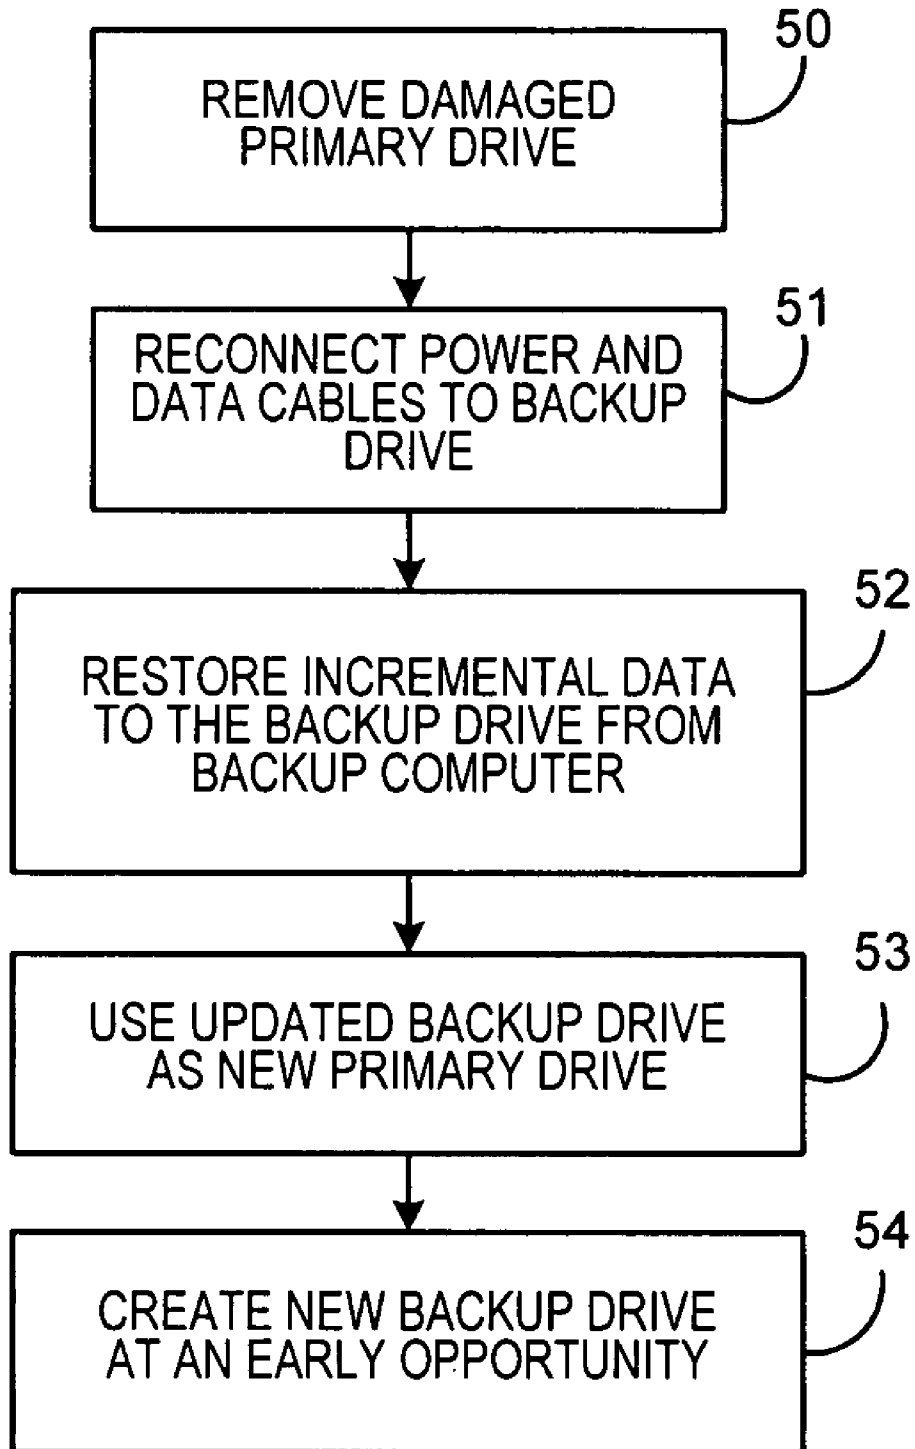 50
REMOVE DAMAGED
PRIMARY DRIVE
51
RECONNECT POWER AND
DATA CABLES TO BACKUP
DRIVE
52
RESTORE INCREMENTAL DATA
TO THE BACKUP DRIVE FROM
BACKUP COMPUTER
53
USE UPDATED BACKUP DRIVE
AS NEW PRIMARY DRIVE
54
CREATE NEW BACKUP DRIVE
AT AN EARLY OPPORTUNITY